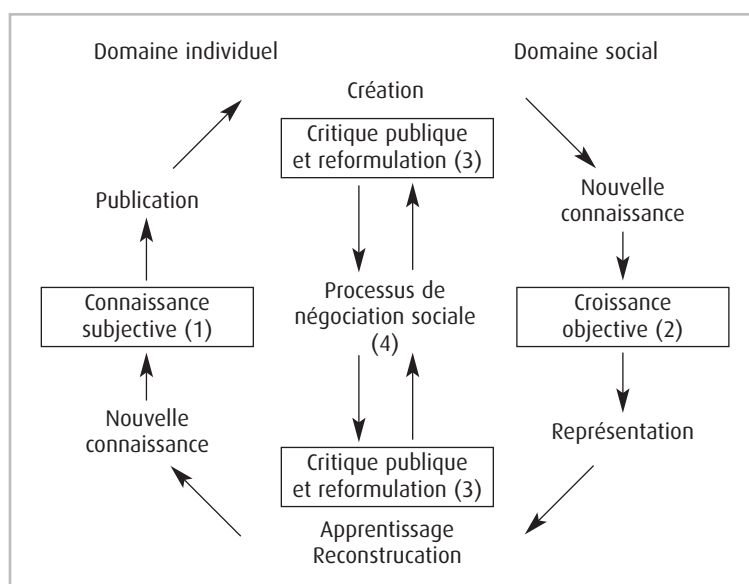 Domaine individuel
Domaine social
Création
Critique publique
et reformulation (3)
Publication
Nouvelle
connaissance
Connaissance
subjective (1)
Processus de
négociation sociale
(4)
Croissance
objective (2)
Nouvelle
connaissance
Représentation
Critique publique
et reformulation (3)
Apprentissage
Reconstrucation